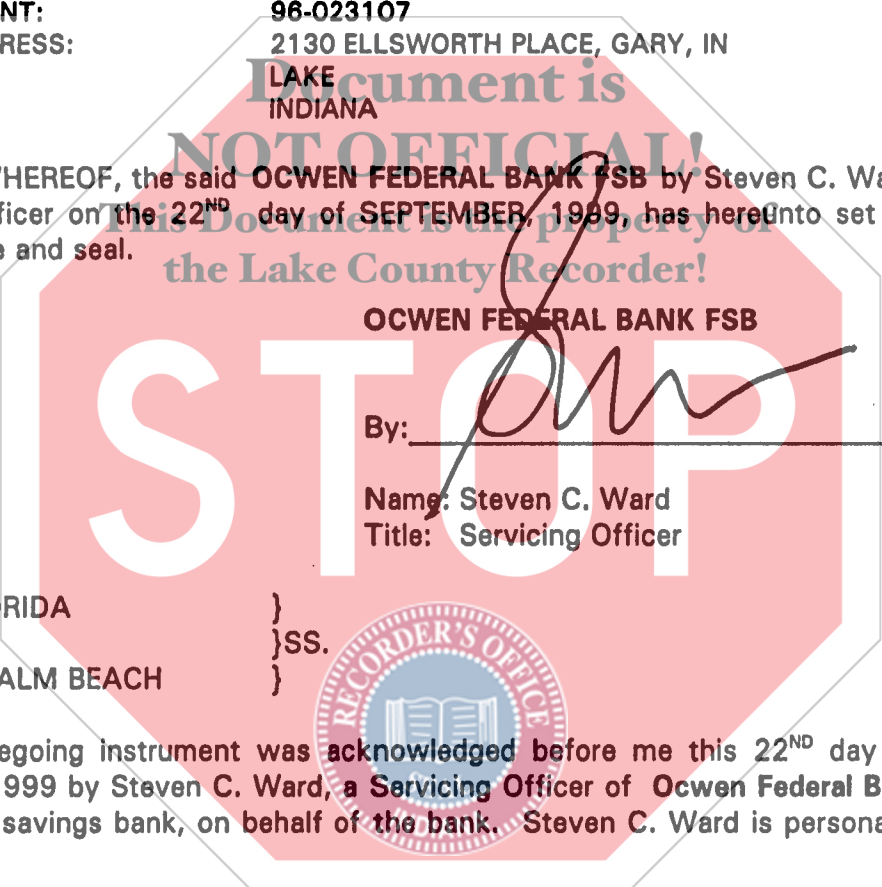 NT: 96-023107
RESS: 2130 ELLSWORTH PLACE, GARY, IN
LAKE
INDIANA
Document is
NOT OFFICIAL!
This Document is the property of
the Lake County Recorder!
HEREOF, the said OCWEN FEDERAL BANK FSB by Steven C. Wa
ficer on the 22ND day of SEPTEMBER, 1999, has hereunto set
e and seal.
OCWEN FEDERAL BANK FSB
STOP
By:
Name: Steven C. Ward
Title: Servicing Officer
ORIDA }
}SS.
ALM BEACH }
RECORDER'S OFFICE
egoing instrument was acknowledged before me this 22ND day
999 by Steven C. Ward, a Servicing Officer of Ocwen Federal B
savings bank, on behalf of the bank. Steven C. Ward is persona